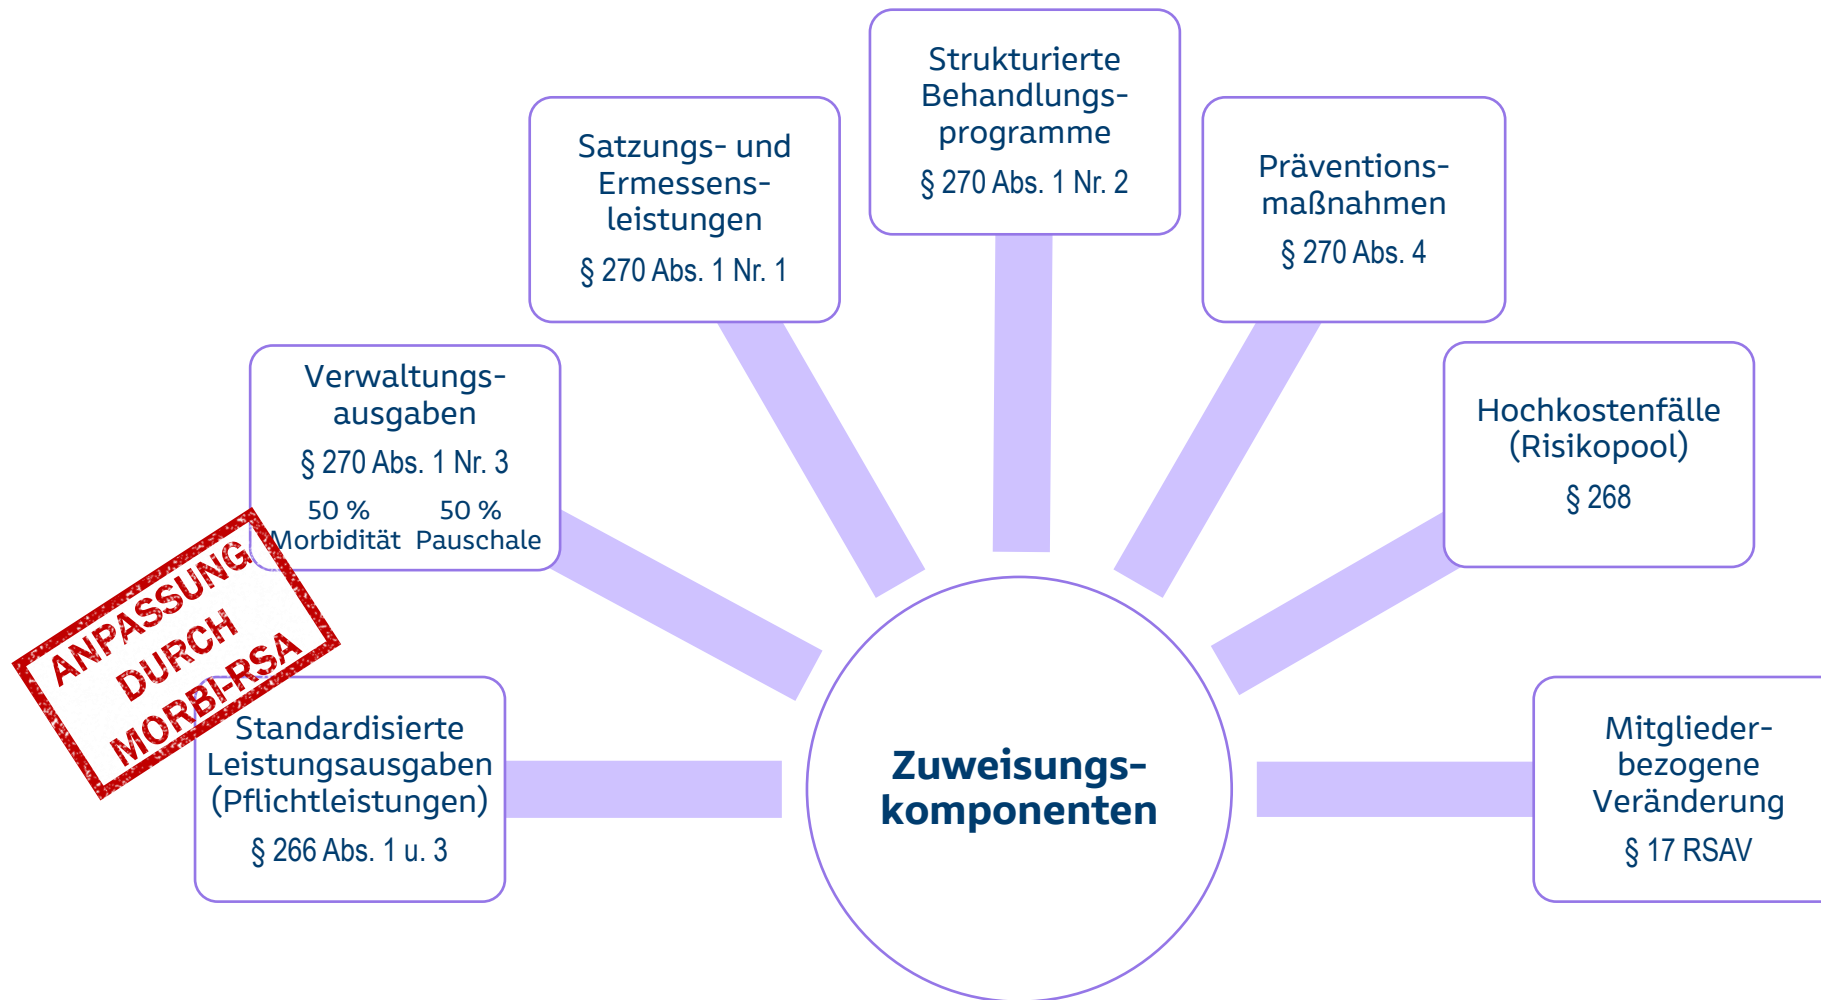 Strukturierte
Behandlungs-
programme
§ 270 Abs. 1 Nr. 2
Satzungs- und
Ermessens-
leistungen
§ 270 Abs. 1 Nr. 1
Präventions-
maßnahmen
§ 270 Abs. 4
Verwaltungs-
ausgaben
§ 270 Abs. 1 Nr. 3
50 % 50 %
Morbidität Pauschale
Hochkostenfälle
(Risikopool)
§ 268
ANPASSUNG
DURCH
MORBI-RSA
Standardisierte
Leistungsausgaben
(Pflichtleistungen)
§ 266 Abs. 1 u. 3
Zuweisungs-
komponenten
Mitglieder-
bezogene
Veränderung
§ 17 RSAV